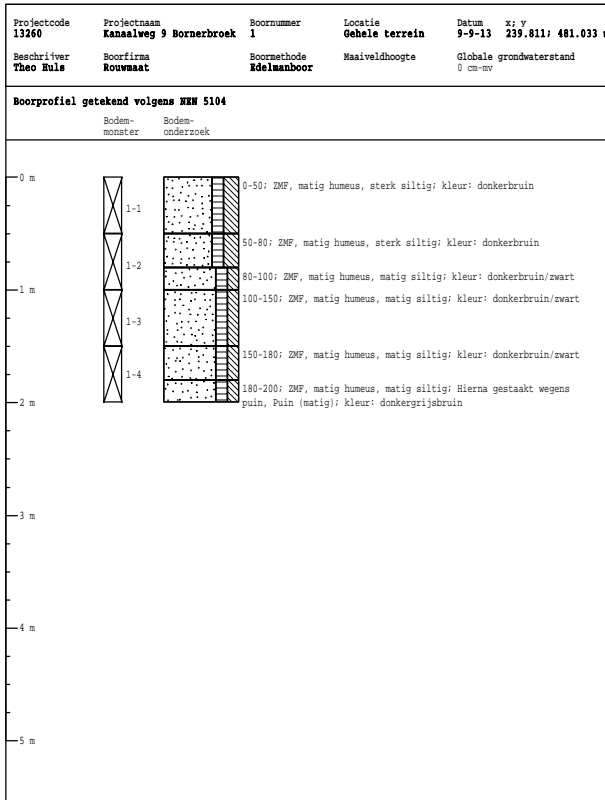 Projectcode Projectnaam Boornummer Locatie Datum x; y
13260 Kanaalweg 9 Bornerbroek 1 Gehele terrein 9-9-13 239.811; 481.033
Beschrijver Boorfirma Boormethode Maaiveldhoogte Globale grondwaterstand
Theo Huls Rouwmaat Edelmanboor 0 cm-mv
Boorprofiel getekend volgens NEN 5104
Bodem- Bodem-
monster onderzoek
0 m
0-50; ZMF, matig humeus, sterk siltig; kleur: donkerbruin
1-1
50-80; ZMF, matig humeus, sterk siltig; kleur: donkerbruin
1-2
80-100; ZMF, matig humeus, matig siltig; kleur: donkerbruin/zwart
1 m
100-150; ZMF, matig humeus, matig siltig; kleur: donkerbruin/zwart
1-3
150-180; ZMF, matig humeus, matig siltig; kleur: donkerbruin/zwart
1-4
180-200; ZMF, matig humeus, matig siltig; Hierna gestaakt wegens
puin, Puin (matig); kleur: donkergrijsbruin
2 m
3 m
4 m
5 m